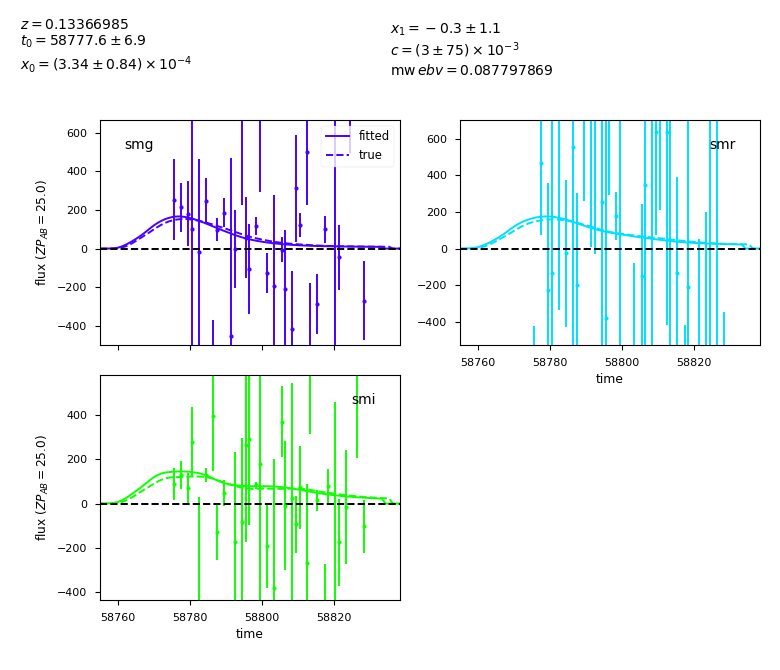 z = 0.13366985
t₀ = 58777.6 ± 6.9
x₀ = (3.34 ± 0.84) × 10⁻⁴
x₁ = −0.3 ± 1.1
c = (3 ± 75) × 10⁻³
mw ebv = 0.087797869
smg
fitted
true
600
400
200
0
−200
−400
flux (ZP_AB = 25.0)
smr
600
400
200
0
−200
−400
58760 58780 58800 58820
time
smi
400
200
0
−200
−400
flux (ZP_AB = 25.0)
58760 58780 58800 58820
time